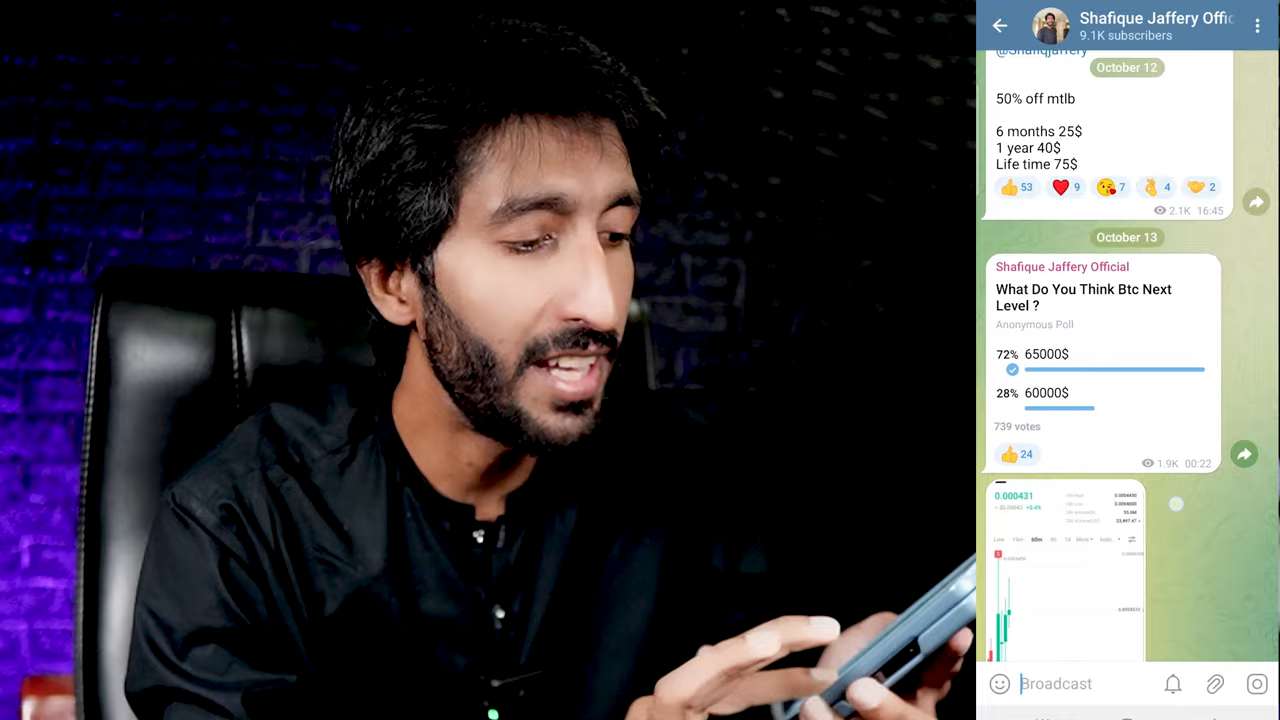 Shafique Jaffery Offic
9.1K subscribers
@Shafiqjaffery
October 12
50% off mtlb
6 months 25$
1 year 40$
Life time 75$
53
9
7
4
2
2.1K 16:45
October 13
Shafique Jaffery Official
What Do You Think Btc Next
Level ?
Anonymous Poll
72% 65000$
28% 60000$
739 votes
24
1.9K 00:22
0.000431
Broadcast